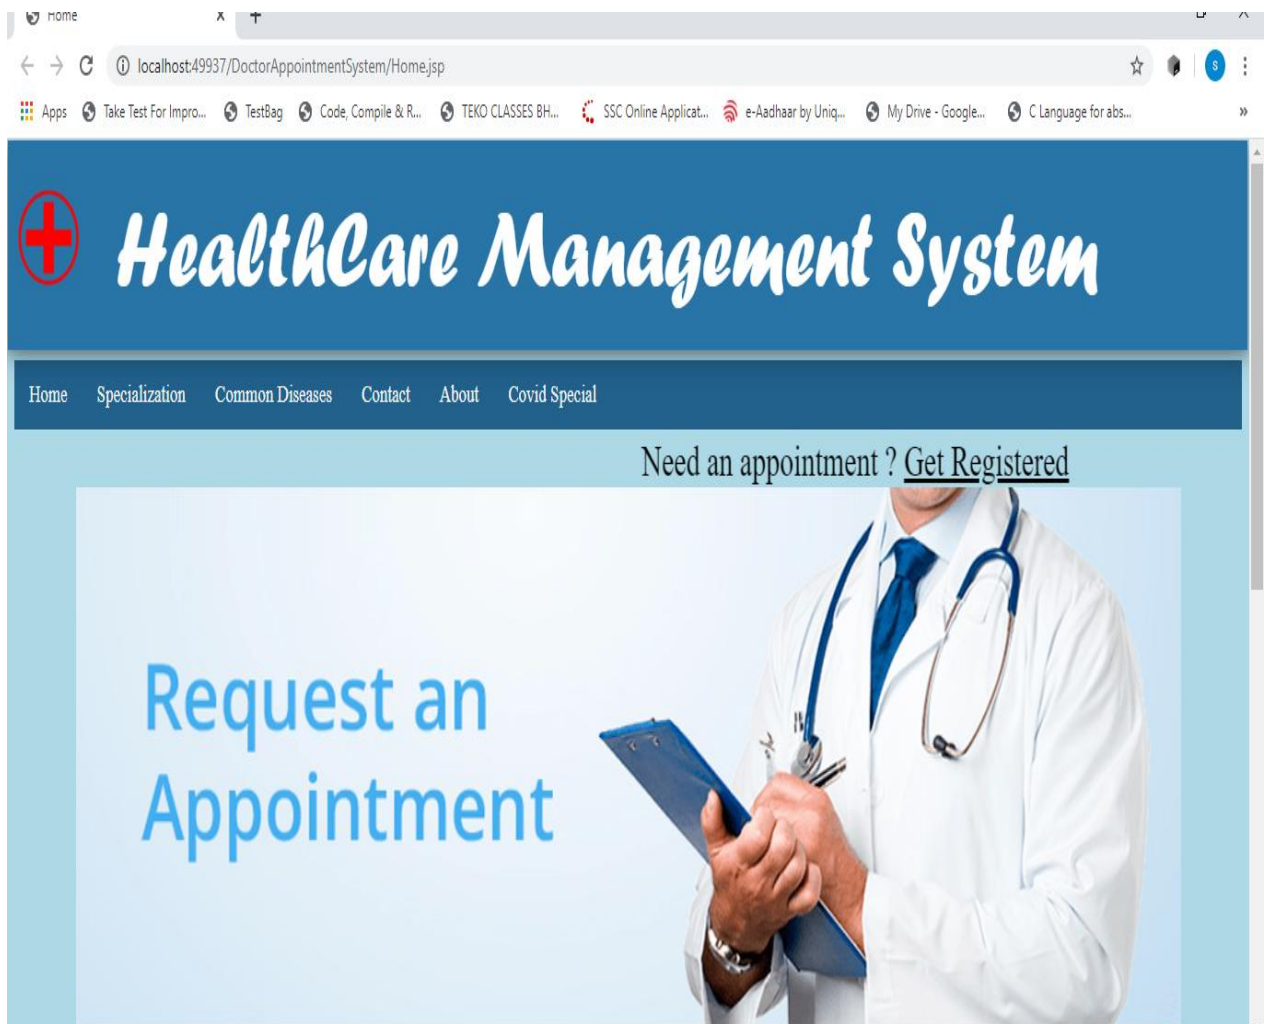 Home
localhost:49937/DoctorAppointmentSystem/Home.jsp
S
Apps Take Test For Impro... TestBag Code, Compile & R... TEKO CLASSES BH... SSC Online Applicat... e-Aadhaar by Uniq... My Drive - Google... C Language for abs... »
HealthCare Management System
Home Specialization Common Diseases Contact About Covid Special
Need an appointment ? Get Registered
Request an
Appointment